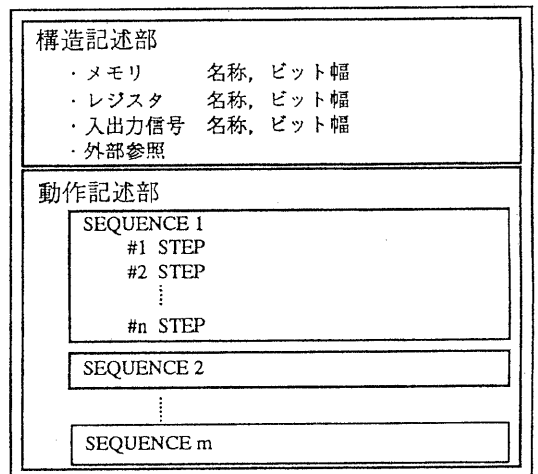 構造記述部
・メモリ 名称，ビット幅
・レジスタ 名称，ビット幅
・入出力信号 名称，ビット幅
・外部参照
動作記述部
SEQUENCE 1
#1 STEP
#2 STEP
#n STEP
SEQUENCE 2
SEQUENCE m